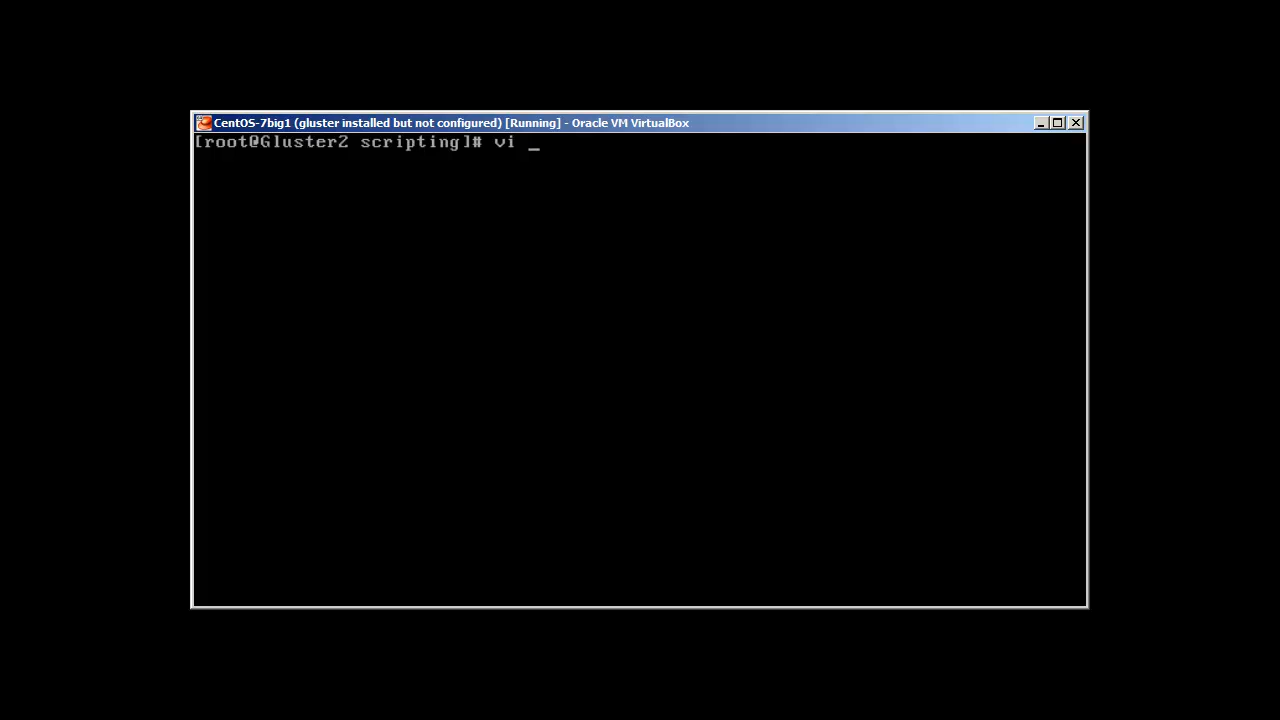 CentOS-7big1 (gluster installed but not configured) [Running] - Oracle VM VirtualBox
[root@Gluster2 scripting]# vi _